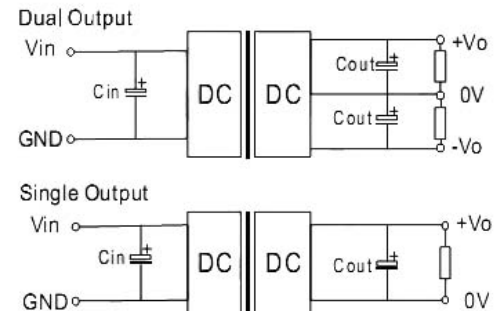 Dual Output
Vin
+Vo
Cout
Cin
DC
DC
0V
Cout
GND
-Vo
Single Output
Vin
+Vo
Cin
DC
DC
Cout
GND
0V